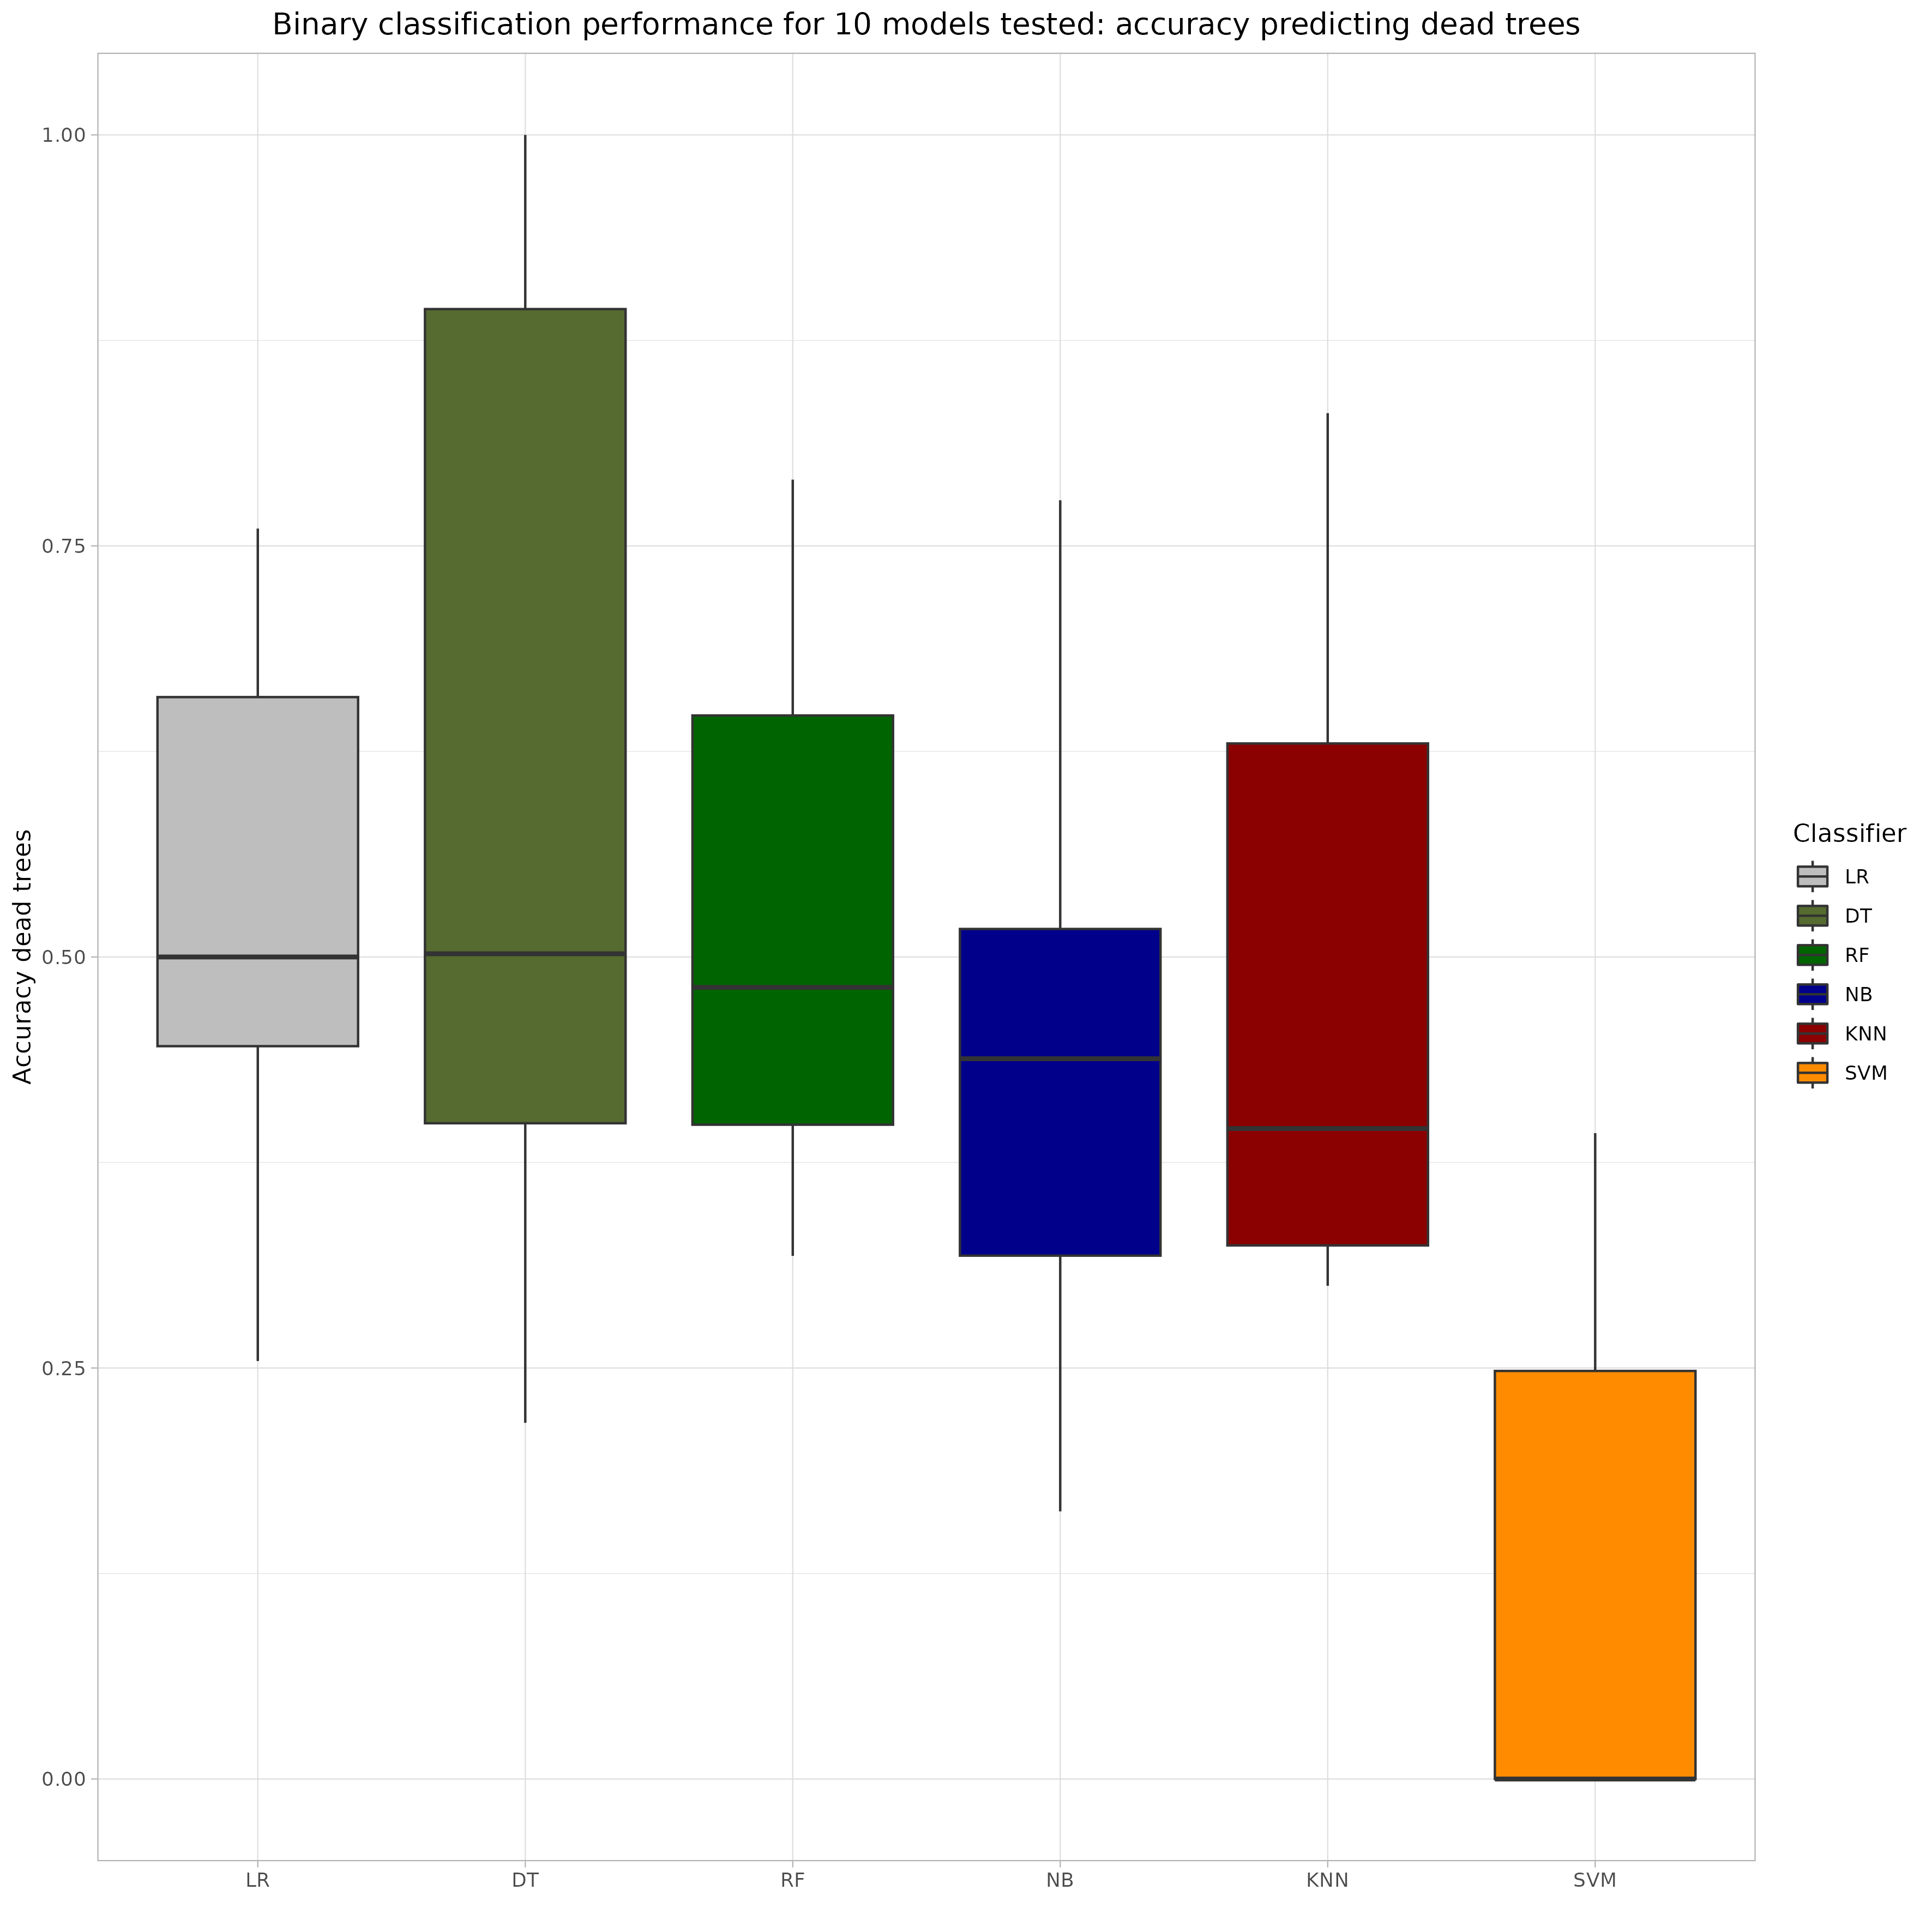 Binary classification performance for 10 models tested: accuracy predicting dead trees
Accuracy dead trees
1.00
0.75
0.50
0.25
0.00
LR
DT
RF
NB
KNN
SVM
Classifier
LR
DT
RF
NB
KNN
SVM